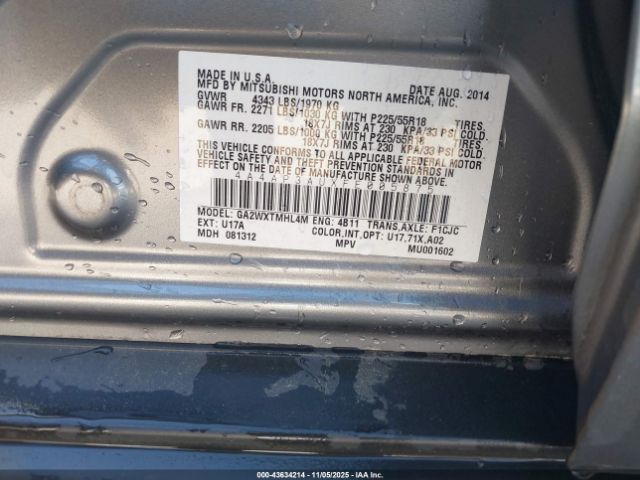 MADE IN U.S.A. DATE AUG. 2014
MFD BY MITSUBISHI MOTORS NORTH AMERICA, INC.
GVWR 4343 LBS/1970 KG
GAWR FR. 2271 LBS/1030 KG WITH P225/55R18 TIRES,
18X7J RIMS AT 230 KPA/33 PSI COLD.
GAWR RR. 2205 LBS/1000 KG WITH P225/55R18 TIRES,
18X7J RIMS AT 230 KPA/33 PSI COLD.
THIS VEHICLE CONFORMS TO ALL APPLICABLE FEDERAL MOTOR
VEHICLE SAFETY AND THEFT PREVENTION STANDARDS IN
EFFECT ON THE DATE OF MANUFACTURE SHOWN ABOVE.
MODEL: GA2WXTMHL4M ENG: 4B11 TRANS,AXLE: F1CJC
EXT: U17A COLOR,INT,OPT: U17,71X,A02
MDH 081312 MPV MU001602
© 000-43634214 - 11/05/2025 - IAA Inc.